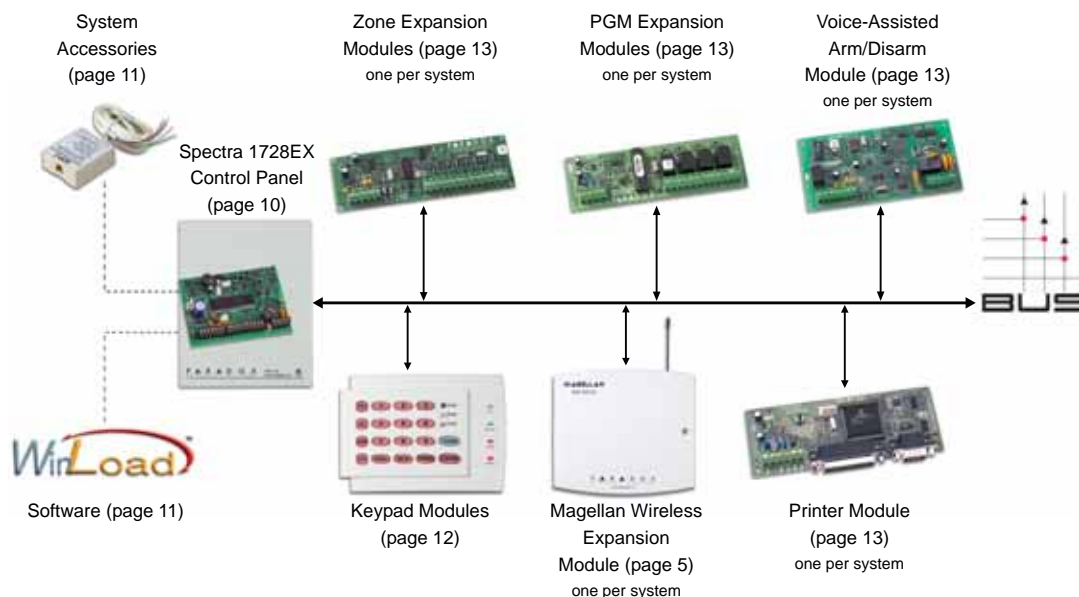 System
Accessories
(page 11)
Zone Expansion
Modules (page 13)
one per system
PGM Expansion
Modules (page 13)
one per system
Voice-Assisted
Arm/Disarm
Module (page 13)
one per system
Spectra 1728EX
Control Panel
(page 10)
PARADOX
BUS
WinLoad
Software (page 11)
Keypad Modules
(page 12)
MAGELLAN
PARADOX
Magellan Wireless
Expansion
Module (page 5)
one per system
Printer Module
(page 13)
one per system